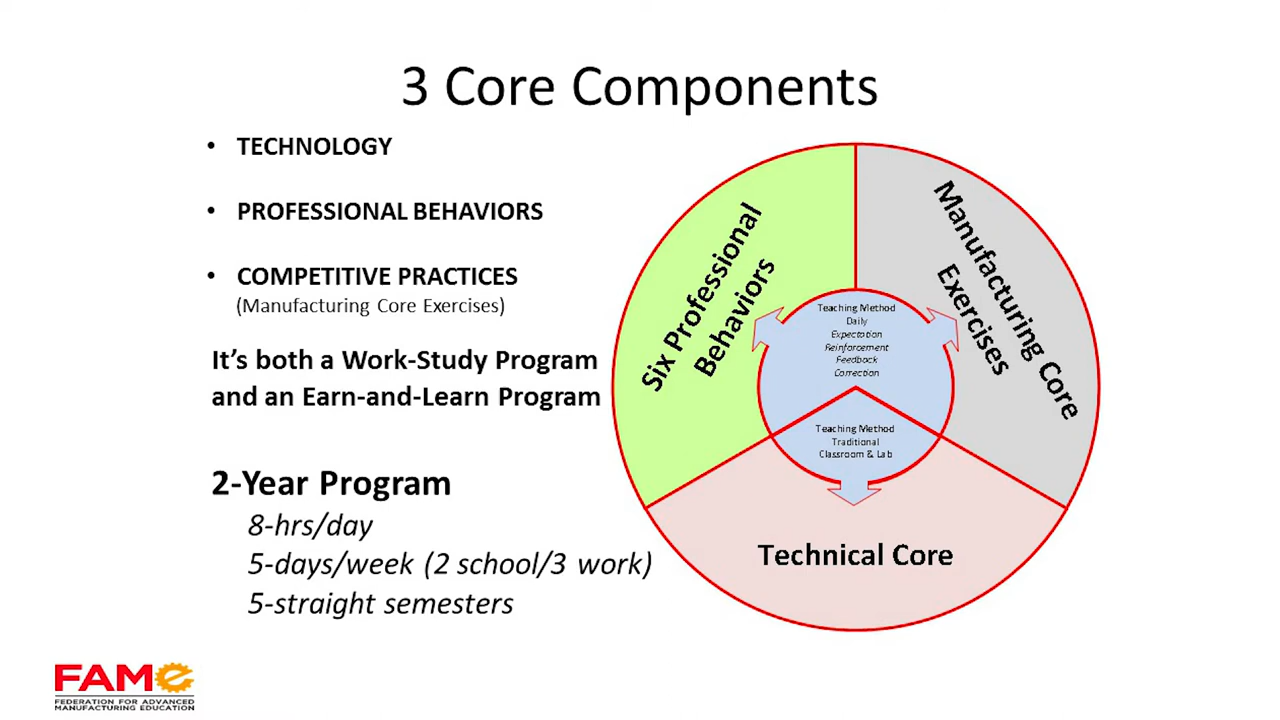 3 Core Components
• TECHNOLOGY
• PROFESSIONAL BEHAVIORS
• COMPETITIVE PRACTICES
(Manufacturing Core Exercises)
It's both a Work-Study Program
and an Earn-and-Learn Program
2-Year Program
8-hrs/day
5-days/week (2 school/3 work)
5-straight semesters
Six Professional
Behaviors
Manufacturing Core
Exercises
Teaching Method
Daily
Expectation
Reinforcement
Feedback
Correction
Teaching Method
Traditional
Classroom & Lab
Technical Core
FAMe
FEDERATION FOR ADVANCED
MANUFACTURING EDUCATION